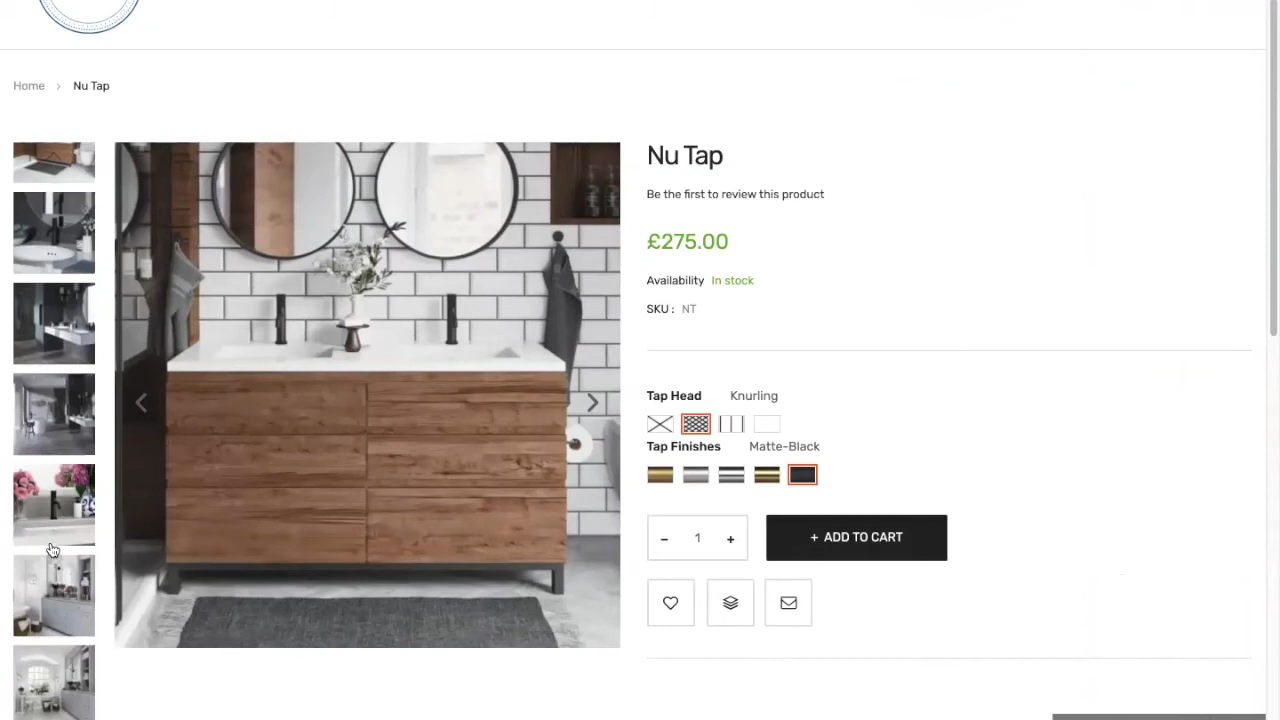 Home > Nu Tap
Nu Tap
Be the first to review this product
£275.00
Availability In stock
SKU : NT
Tap Head Knurling
Tap Finishes Matte-Black
- 1 +
+ ADD TO CART